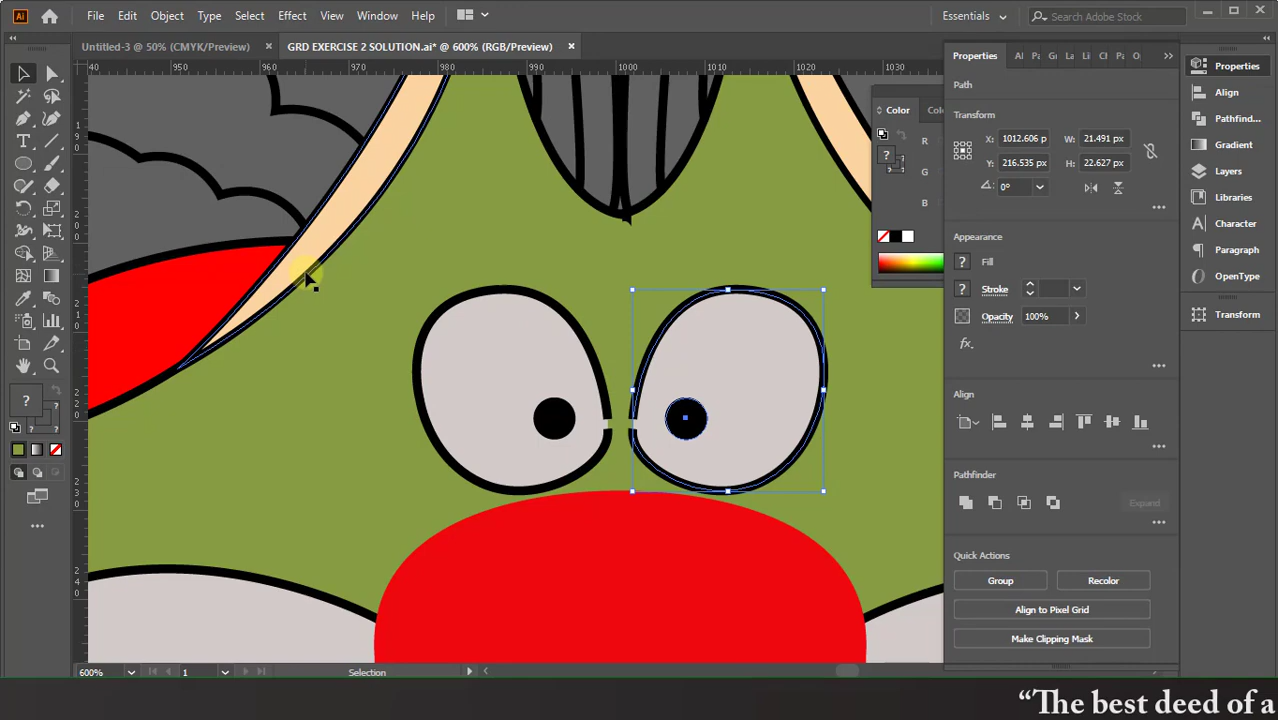 Ai File Edit Object Type Select Effect View Window Help Essentials Search Adobe Stock
Untitled-3 @ 50% (CMYK/Preview) × GRD EXERCISE 2 SOLUTION.ai* @ 600% (RGB/Preview) ×
40 950 960 970 980 990 1000 1010 1020 1030
Properties
Path
Transform
X: 1012.606 p W: 21.491 px
Y: 216.535 px H: 22.627 px
0°
Appearance
? Fill
? Stroke
Opacity 100%
fx.
Align
Pathfinder
Expand
Quick Actions
Group Recolor
Align to Pixel Grid
Make Clipping Mask
Color Co
R
G
B
Properties
Align
Pathfind...
Gradient
Layers
Libraries
Character
Paragraph
OpenType
Transform
600% 1 Selection
“The best deed of a